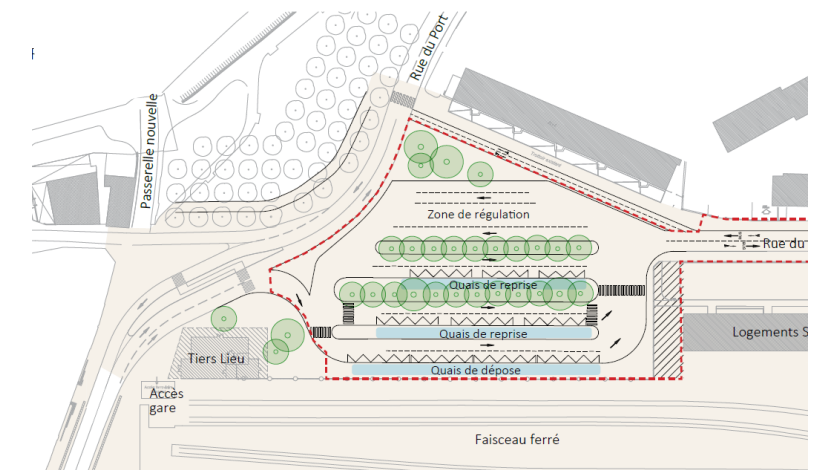 Rue du Port
Passerelle nouvelle
Zone de régulation
Rue du
Quais de reprise
Quais de reprise
Logements S
Tiers Lieu
Quais de dépose
Accès
gare
Faisceau ferré